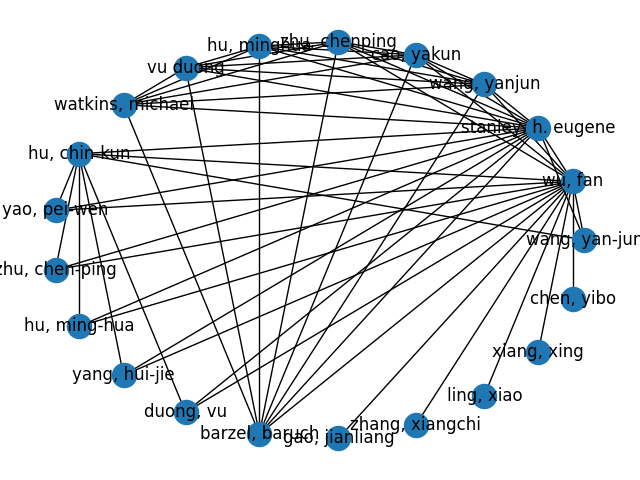 zhu, chenping
hu, minghua
cao, yakun
vu duong
wang, yanjun
watkins, michael
stanley, h. eugene
hu, chin-kun
wu, fan
yao, pei-wen
wang, yan-jun
zhu, chen-ping
chen, yibo
hu, ming-hua
xiang, xing
yang, hui-jie
ling, xiao
duong, vu
zhang, xiangchi
barzel, baruch
gao, jianliang